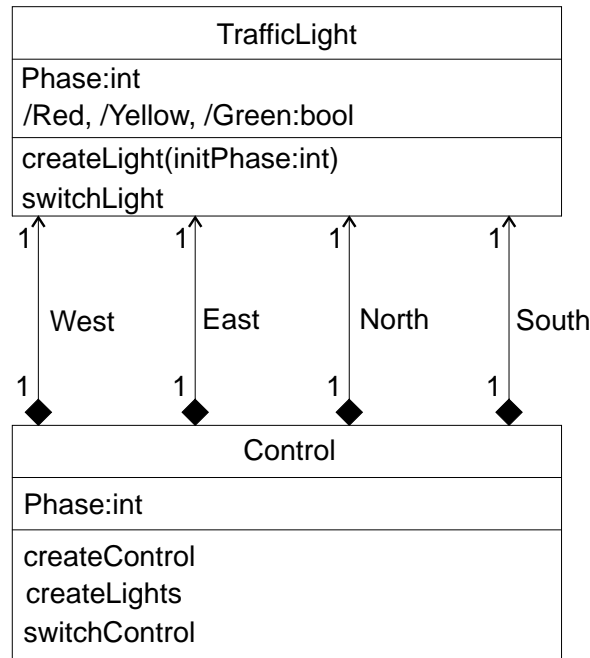 TrafficLight
Phase:int
/Red, /Yellow, /Green:bool
createLight(initPhase:int)
switchLight
1 1 1 1
West East North South
1 1 1 1
Control
Phase:int
createControl
createLights
switchControl